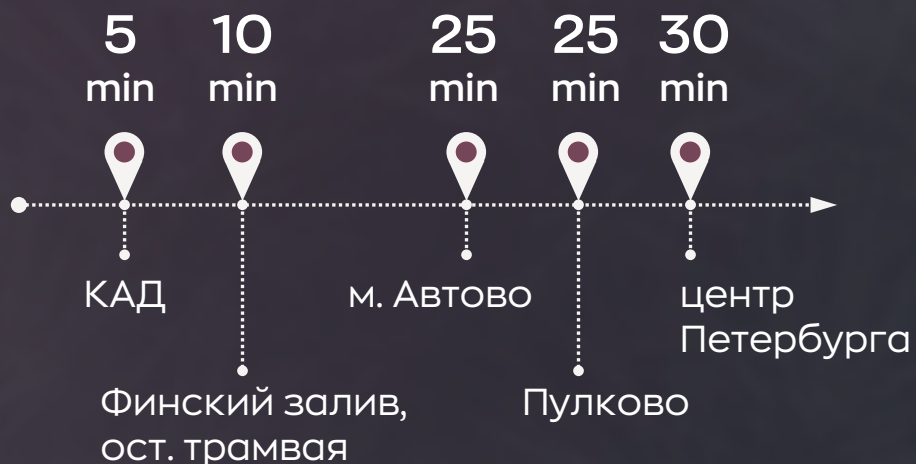 5 10 25 25 30
min min min min min
КАД м. Автово центр
Петербурга
Финский залив, Пулково
ост. трамвая